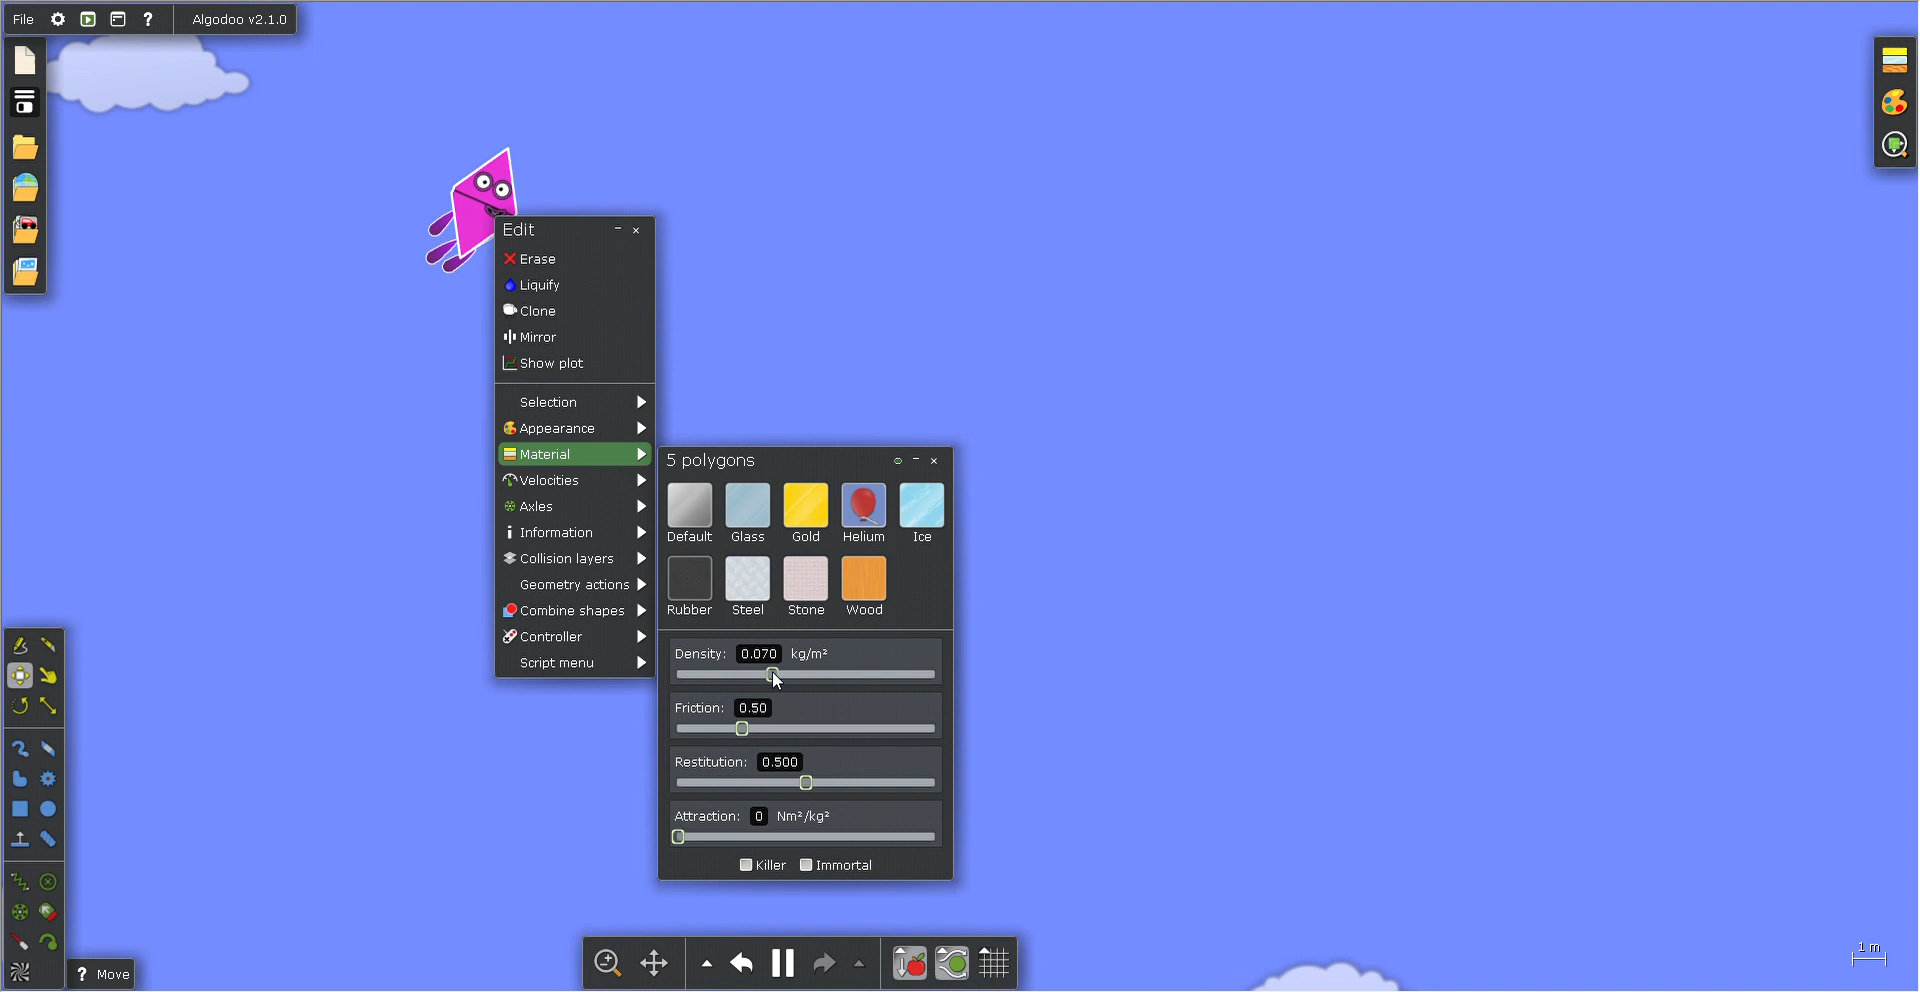 File ? Algodoo v2.1.0
Edit
Erase
Liquify
Clone
Mirror
Show plot
Selection
Appearance
Material
Velocities
Axles
Information
Collision layers
Geometry actions
Combine shapes
Controller
Script menu
5 polygons
Default Glass Gold Helium Ice
Rubber Steel Stone Wood
Density: 0.070 kg/m²
Friction: 0.50
Restitution: 0.500
Attraction: 0 Nm²/kg²
Killer Immortal
? Move
1 m